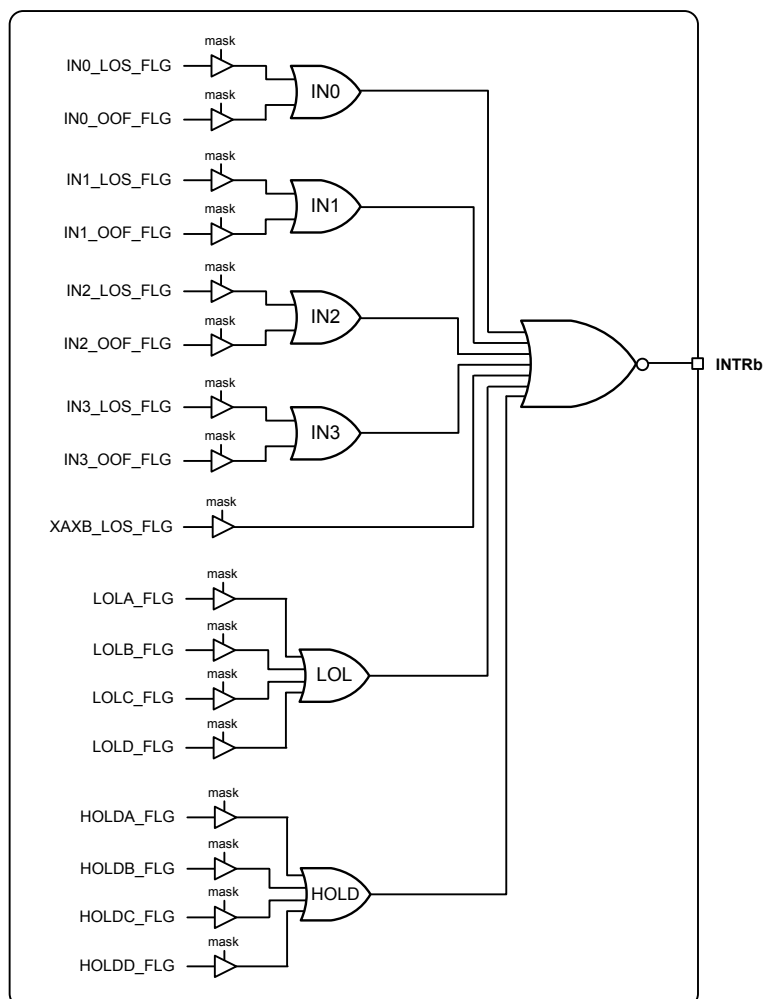 mask
IN0_LOS_FLG
IN0
mask
IN0_OOF_FLG
mask
IN1_LOS_FLG
IN1
mask
IN1_OOF_FLG
mask
IN2_LOS_FLG
IN2
mask
IN2_OOF_FLG
INTRb
mask
IN3_LOS_FLG
IN3
mask
IN3_OOF_FLG
mask
XAXB_LOS_FLG
mask
LOLA_FLG
mask
LOLB_FLG
LOL
mask
LOLC_FLG
mask
LOLD_FLG
mask
HOLDA_FLG
mask
HOLDB_FLG
HOLD
mask
HOLDC_FLG
mask
HOLDD_FLG